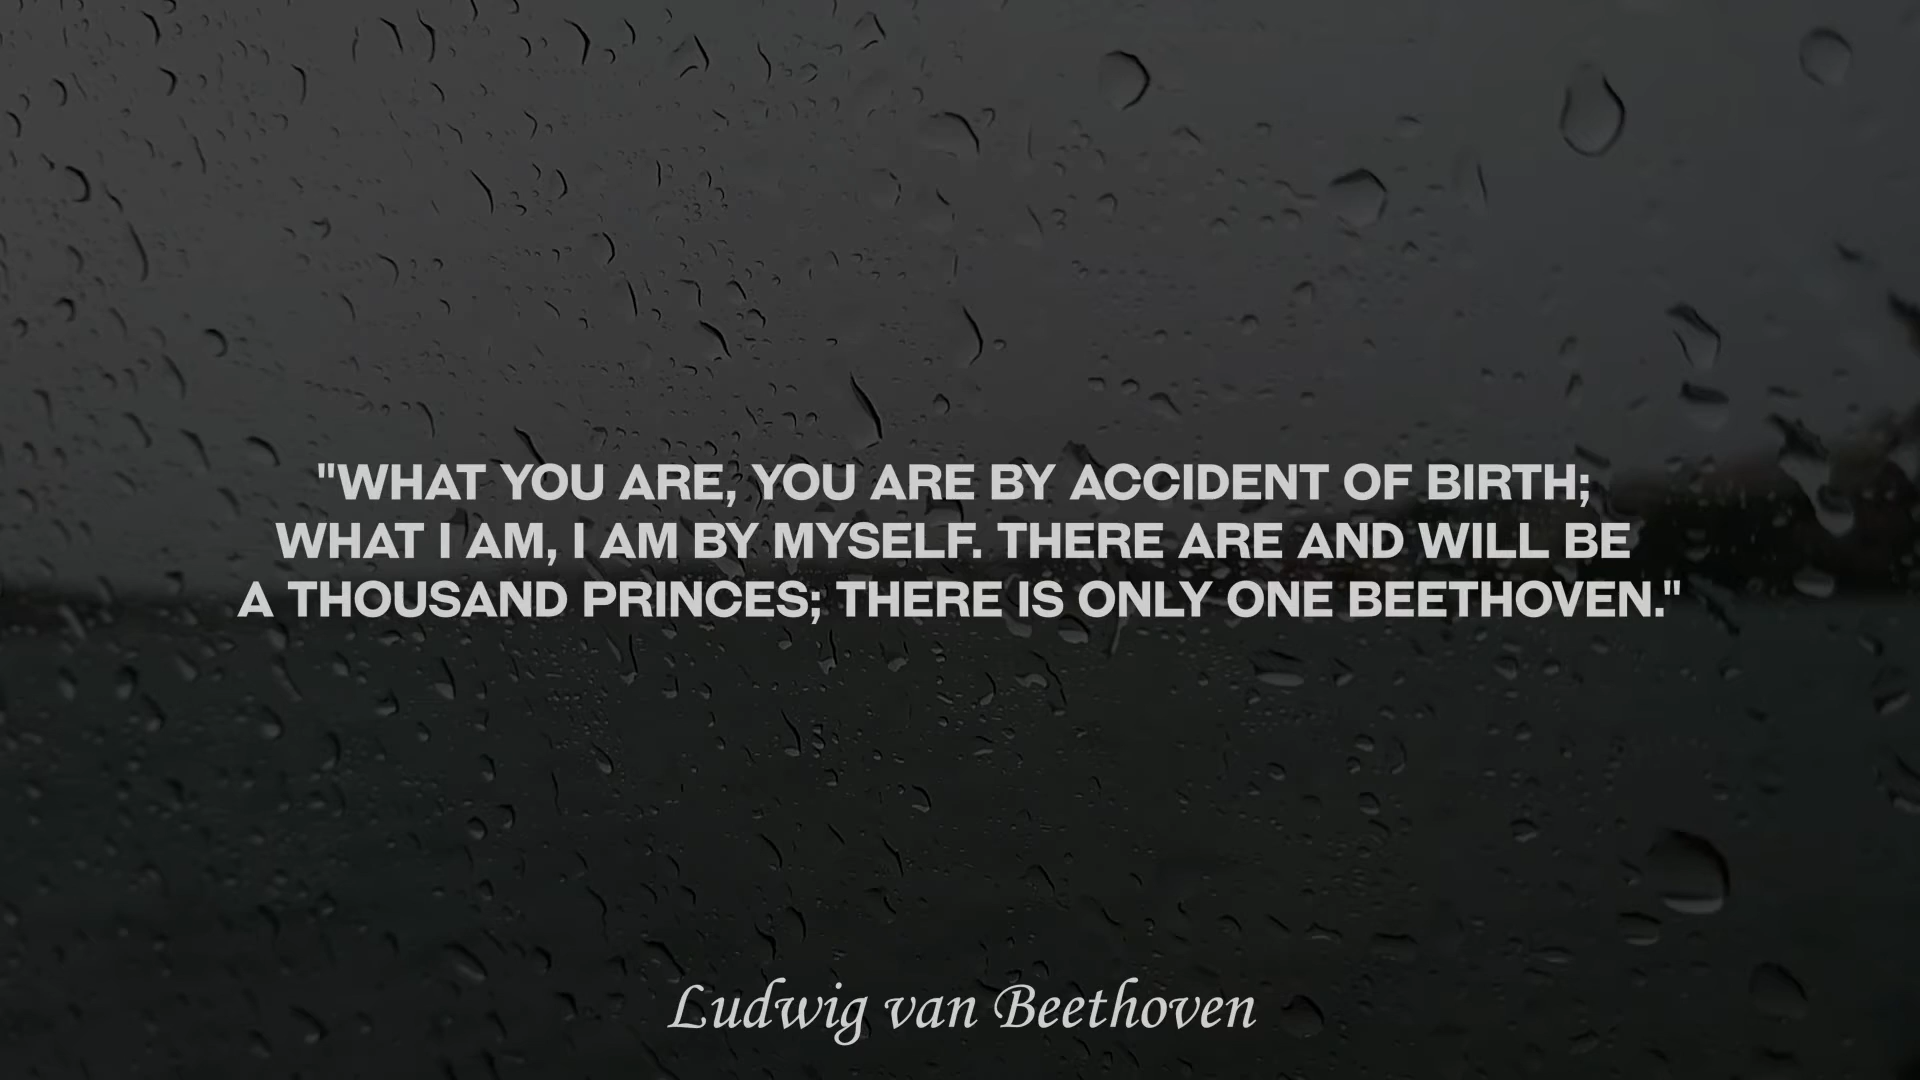 "WHAT YOU ARE, YOU ARE BY ACCIDENT OF BIRTH;
WHAT I AM, I AM BY MYSELF. THERE ARE AND WILL BE
A THOUSAND PRINCES; THERE IS ONLY ONE BEETHOVEN."
Ludwig van Beethoven